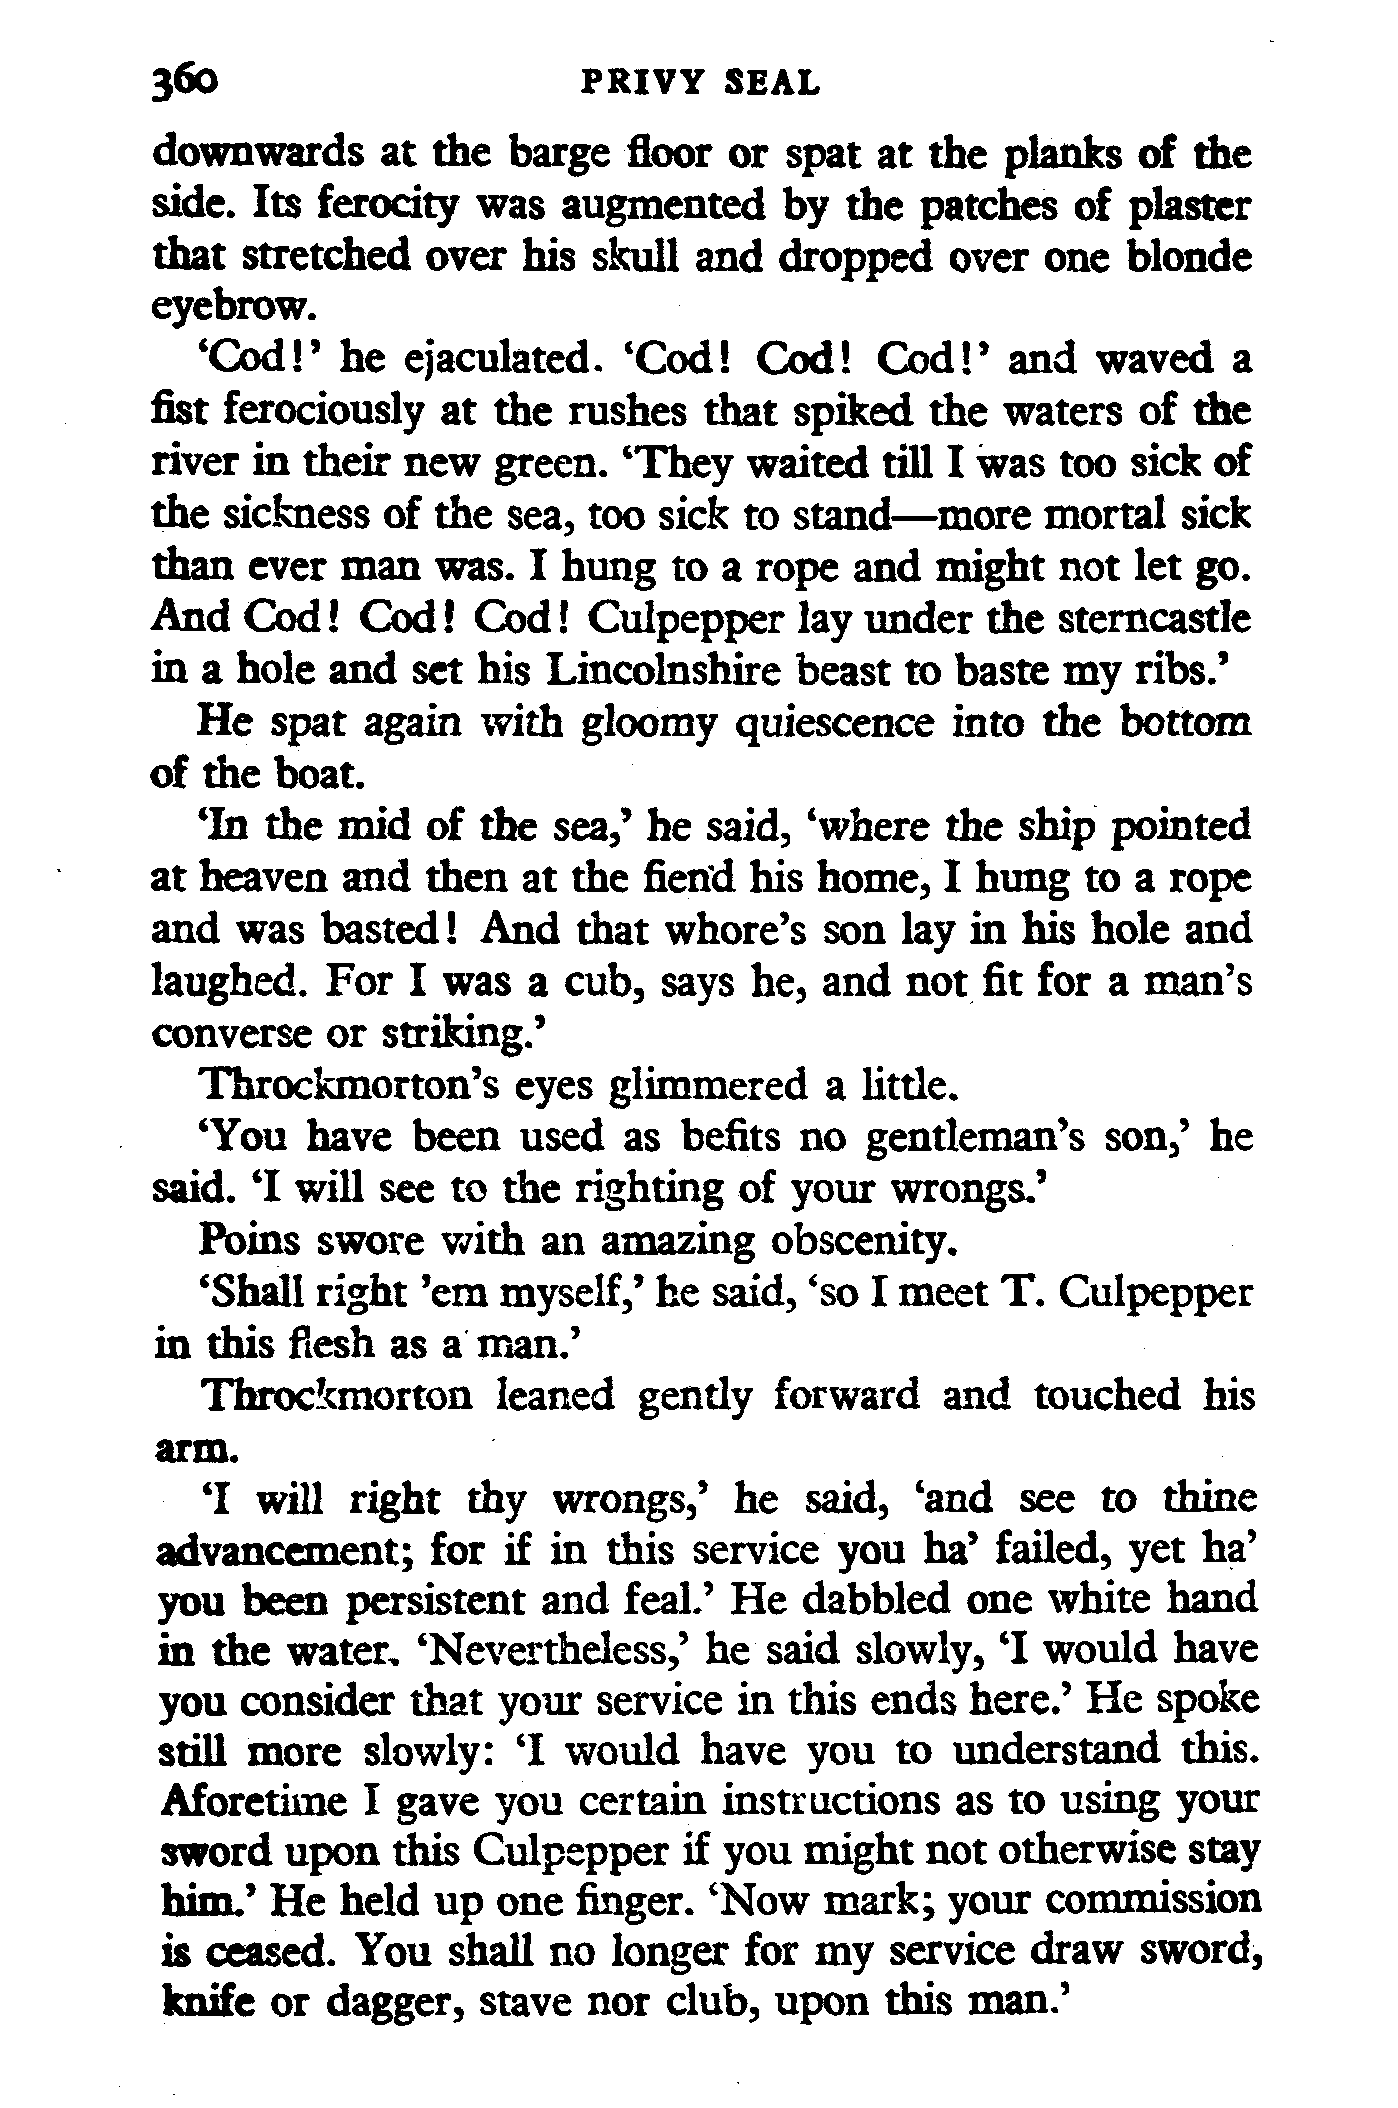 360 PRIVY SEAL
downwards at the barge floor or spat at the planks of the
side. Its ferocity was augmented by the patches of plaster
that stretched over his skull and dropped over one blonde
eyebrow.
‘Cod!’ he ejaculated. ‘Cod! Cod! Cod!’ and waved a
fist ferociously at the rushes that spiked the waters of the
river in their new green. ‘They waited till I was too sick of
the sickness of the sea, too sick to stand—more mortal sick
than ever man was. I hung to a rope and might not let go.
And Cod! Cod! Cod! Culpepper lay under the sterncastle
in a hole and set his Lincolnshire beast to baste my ribs.’
He spat again with gloomy quiescence into the bottom
of the boat.
‘In the mid of the sea,’ he said, ‘where the ship pointed
at heaven and then at the fiend his home, I hung to a rope
and was basted! And that whore’s son lay in his hole and
laughed. For I was a cub, says he, and not fit for a man’s
converse or striking.’
Throckmorton’s eyes glimmered a little.
‘You have been used as befits no gentleman’s son,’ he
said. ‘I will see to the righting of your wrongs.’
Poins swore with an amazing obscenity.
‘Shall right ’em myself,’ he said, ‘so I meet T. Culpepper
in this flesh as a man.’
Throckmorton leaned gently forward and touched his
arm.
‘I will right thy wrongs,’ he said, ‘and see to thine
advancement; for if in this service you ha’ failed, yet ha’
you been persistent and feal.’ He dabbled one white hand
in the water. ‘Nevertheless,’ he said slowly, ‘I would have
you consider that your service in this ends here.’ He spoke
still more slowly: ‘I would have you to understand this.
Aforetime I gave you certain instructions as to using your
sword upon this Culpepper if you might not otherwise stay
him.’ He held up one finger. ‘Now mark; your commission
is ceased. You shall no longer for my service draw sword,
knife or dagger, stave nor club, upon this man.’